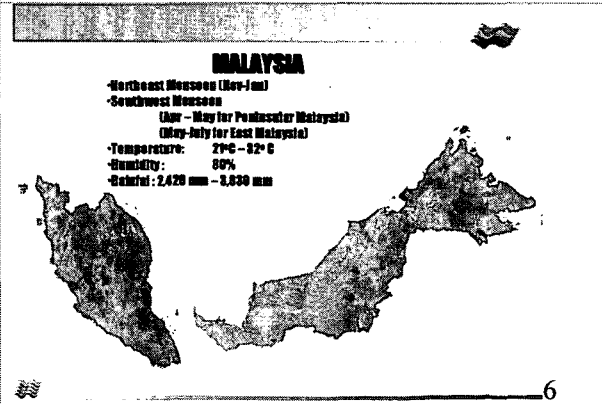 MALAYSIA
•Northeast Monsoon (Nov-Jan)
•Southwest Monsoon
(Apr – May for Peninsular Malaysia)
(May-July for East Malaysia)
•Temperature: 21°C – 32° C
•Humidity: 80%
•Rainfal : 2,420 mm – 3,830 mm
6